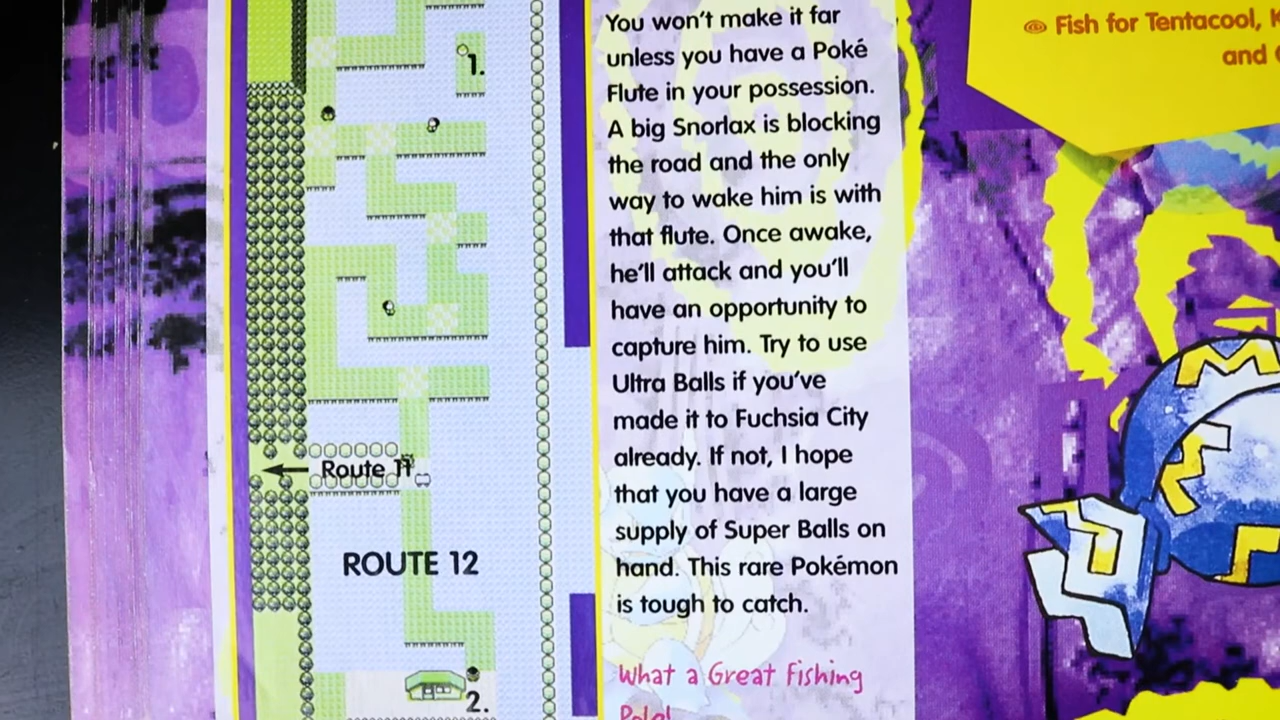 1.
Route 11
ROUTE 12
2.
You won't make it far
unless you have a Poké
Flute in your possession.
A big Snorlax is blocking
the road and the only
way to wake him is with
that flute. Once awake,
he'll attack and you'll
have an opportunity to
capture him. Try to use
Ultra Balls if you've
made it to Fuchsia City
already. If not, I hope
that you have a large
supply of Super Balls on
hand. This rare Pokémon
is tough to catch.
What a Great Fishing
Pole!
Fish for Tentacool,
and